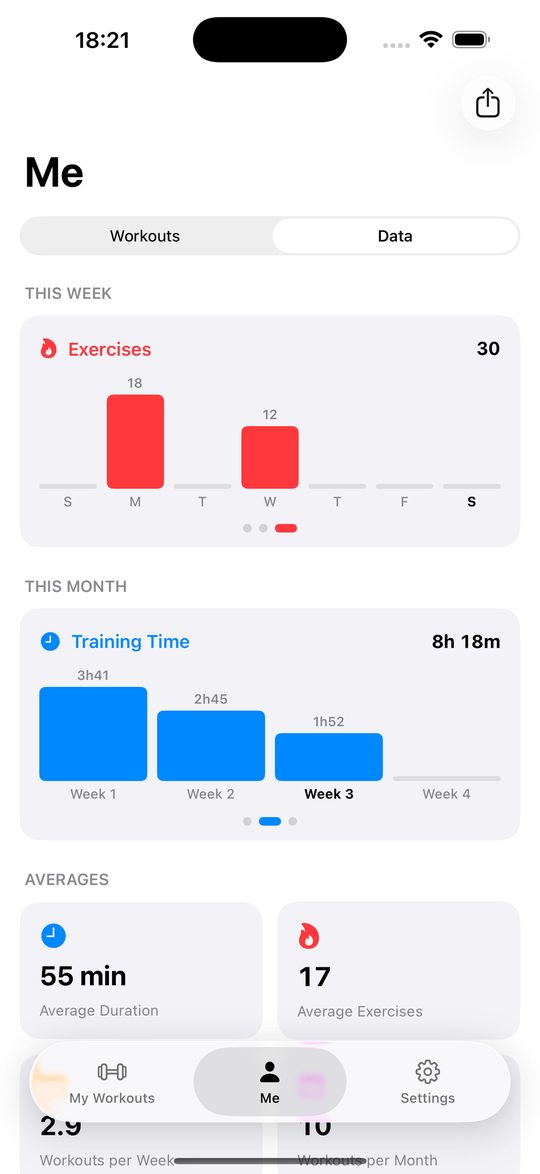 18:21
Me
Workouts Data
THIS WEEK
Exercises 30
18
12
S M T W T F S
THIS MONTH
Training Time 8h 18m
3h41
2h45
1h52
Week 1 Week 2 Week 3 Week 4
AVERAGES
55 min 17
Average Duration Average Exercises
My Workouts Me Settings
2.9 10
Workouts per Week Workouts per Month